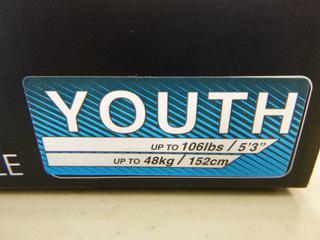 YOUTH
UP TO 106lbs / 5'3"
UP TO 48kg / 152cm